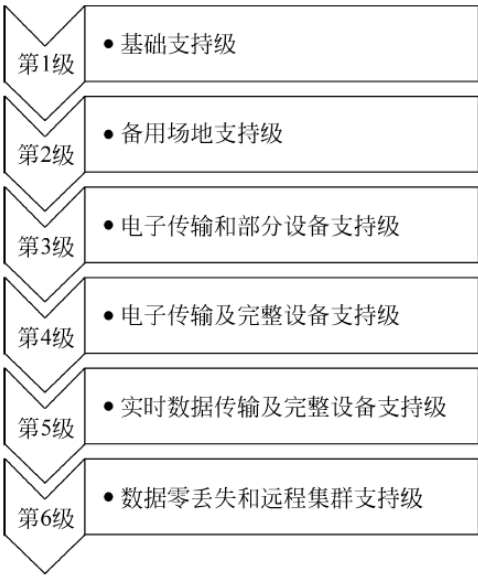 第1级
• 基础支持级
第2级
• 备用场地支持级
第3级
• 电子传输和部分设备支持级
第4级
• 电子传输及完整设备支持级
第5级
• 实时数据传输及完整设备支持级
第6级
• 数据零丢失和远程集群支持级